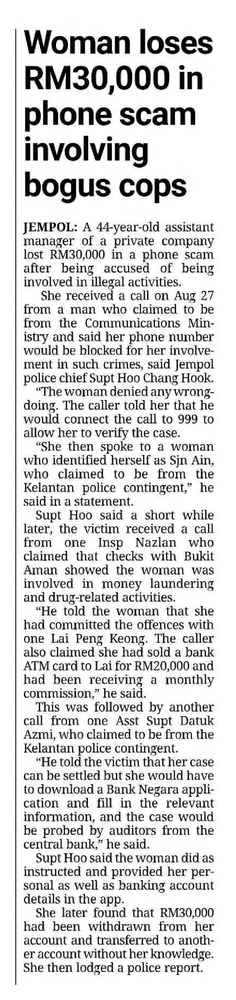 Woman loses
RM30,000 in
phone scam
involving
bogus cops
JEMPOL: A 44-year-old assistant
manager of a private company
lost RM30,000 in a phone scam
after being accused of being
involved in illegal activities.
She received a call on Aug 27
from a man who claimed to be
from the Communications Min-
istry and said her phone number
would be blocked for her involve-
ment in such crimes, said Jempol
police chief Supt Hoo Chang Hook.
“The woman denied any wrong-
doing. The caller told her that he
would connect the call to 999 to
allow her to verify the case.
“She then spoke to a woman
who identified herself as Sjn Ain,
who claimed to be from the
Kelantan police contingent,” he
said in a statement.
Supt Hoo said a short while
later, the victim received a call
from one Insp Nazlan who
claimed that checks with Bukit
Aman showed the woman was
involved in money laundering
and drug-related activities.
“He told the woman that she
had committed the offences with
one Lai Peng Keong. The caller
also claimed she had sold a bank
ATM card to Lai for RM20,000 and
had been receiving a monthly
commission,” he said.
This was followed by another
call from one Asst Supt Datuk
Azmi, who claimed to be from the
Kelantan police contingent.
“He told the victim that her case
can be settled but she would have
to download a Bank Negara appli-
cation and fill in the relevant
information, and the case would
be probed by auditors from the
central bank,” he said.
Supt Hoo said the woman did as
instructed and provided her per-
sonal as well as banking account
details in the app.
She later found that RM30,000
had been withdrawn from her
account and transferred to anoth-
er account without her knowledge.
She then lodged a police report.